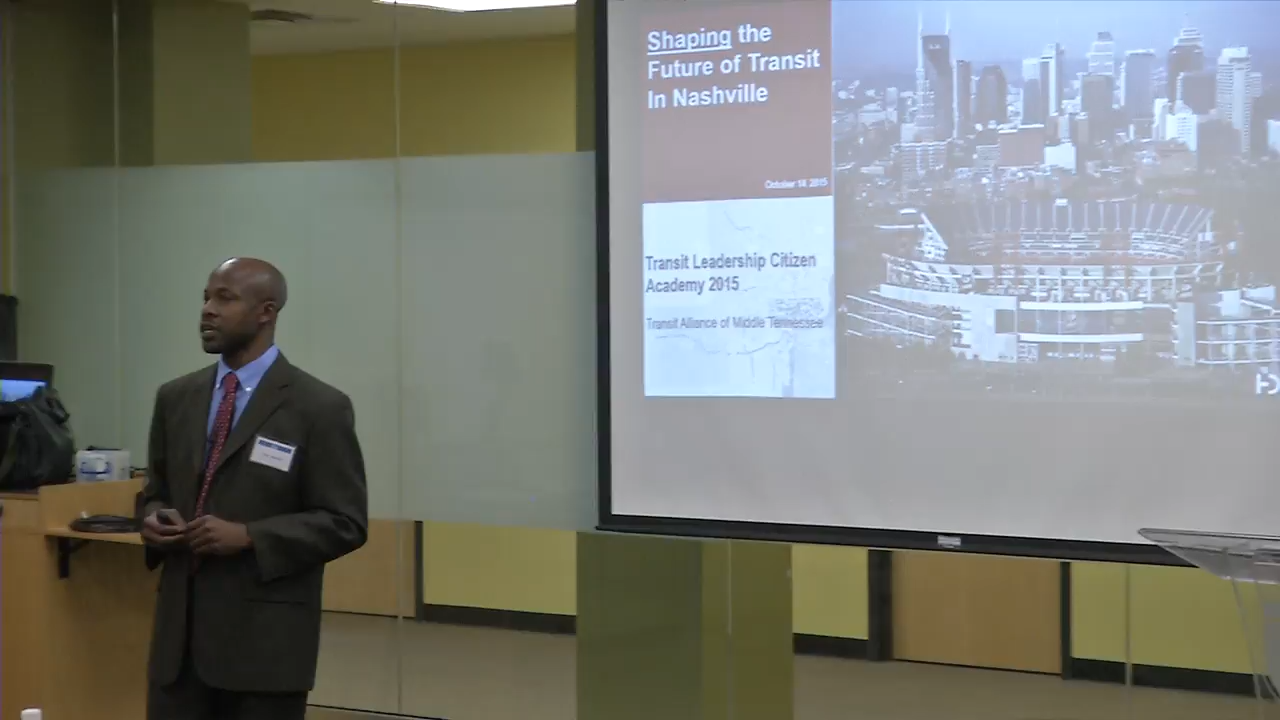 Shaping the
Future of Transit
In Nashville
October 14, 2015
Transit Leadership Citizen
Academy 2015
Transit Alliance of Middle Tennessee